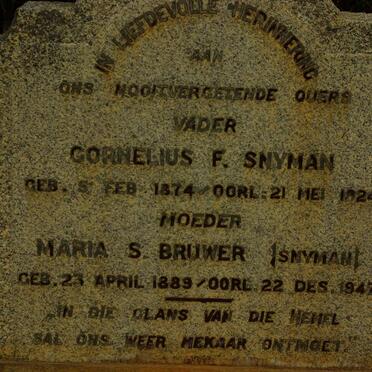 IN LIEFDEVOLLE HERINNERING
AAN
ONS NOOITVERGETENDE OUERS
VADER
CORNELIUS F. SNYMAN
GEB. 5 FEB. 1874/OORL. 21 MEI 1924
MOEDER
MARIA S. BRUWER (SNYMAN)
GEB. 23 APRIL 1889/OORL. 22 DES. 1947
"IN DIE GLANS VAN DIE HEMEL
SAL ONS WEER MEKAAR ONTMOET."